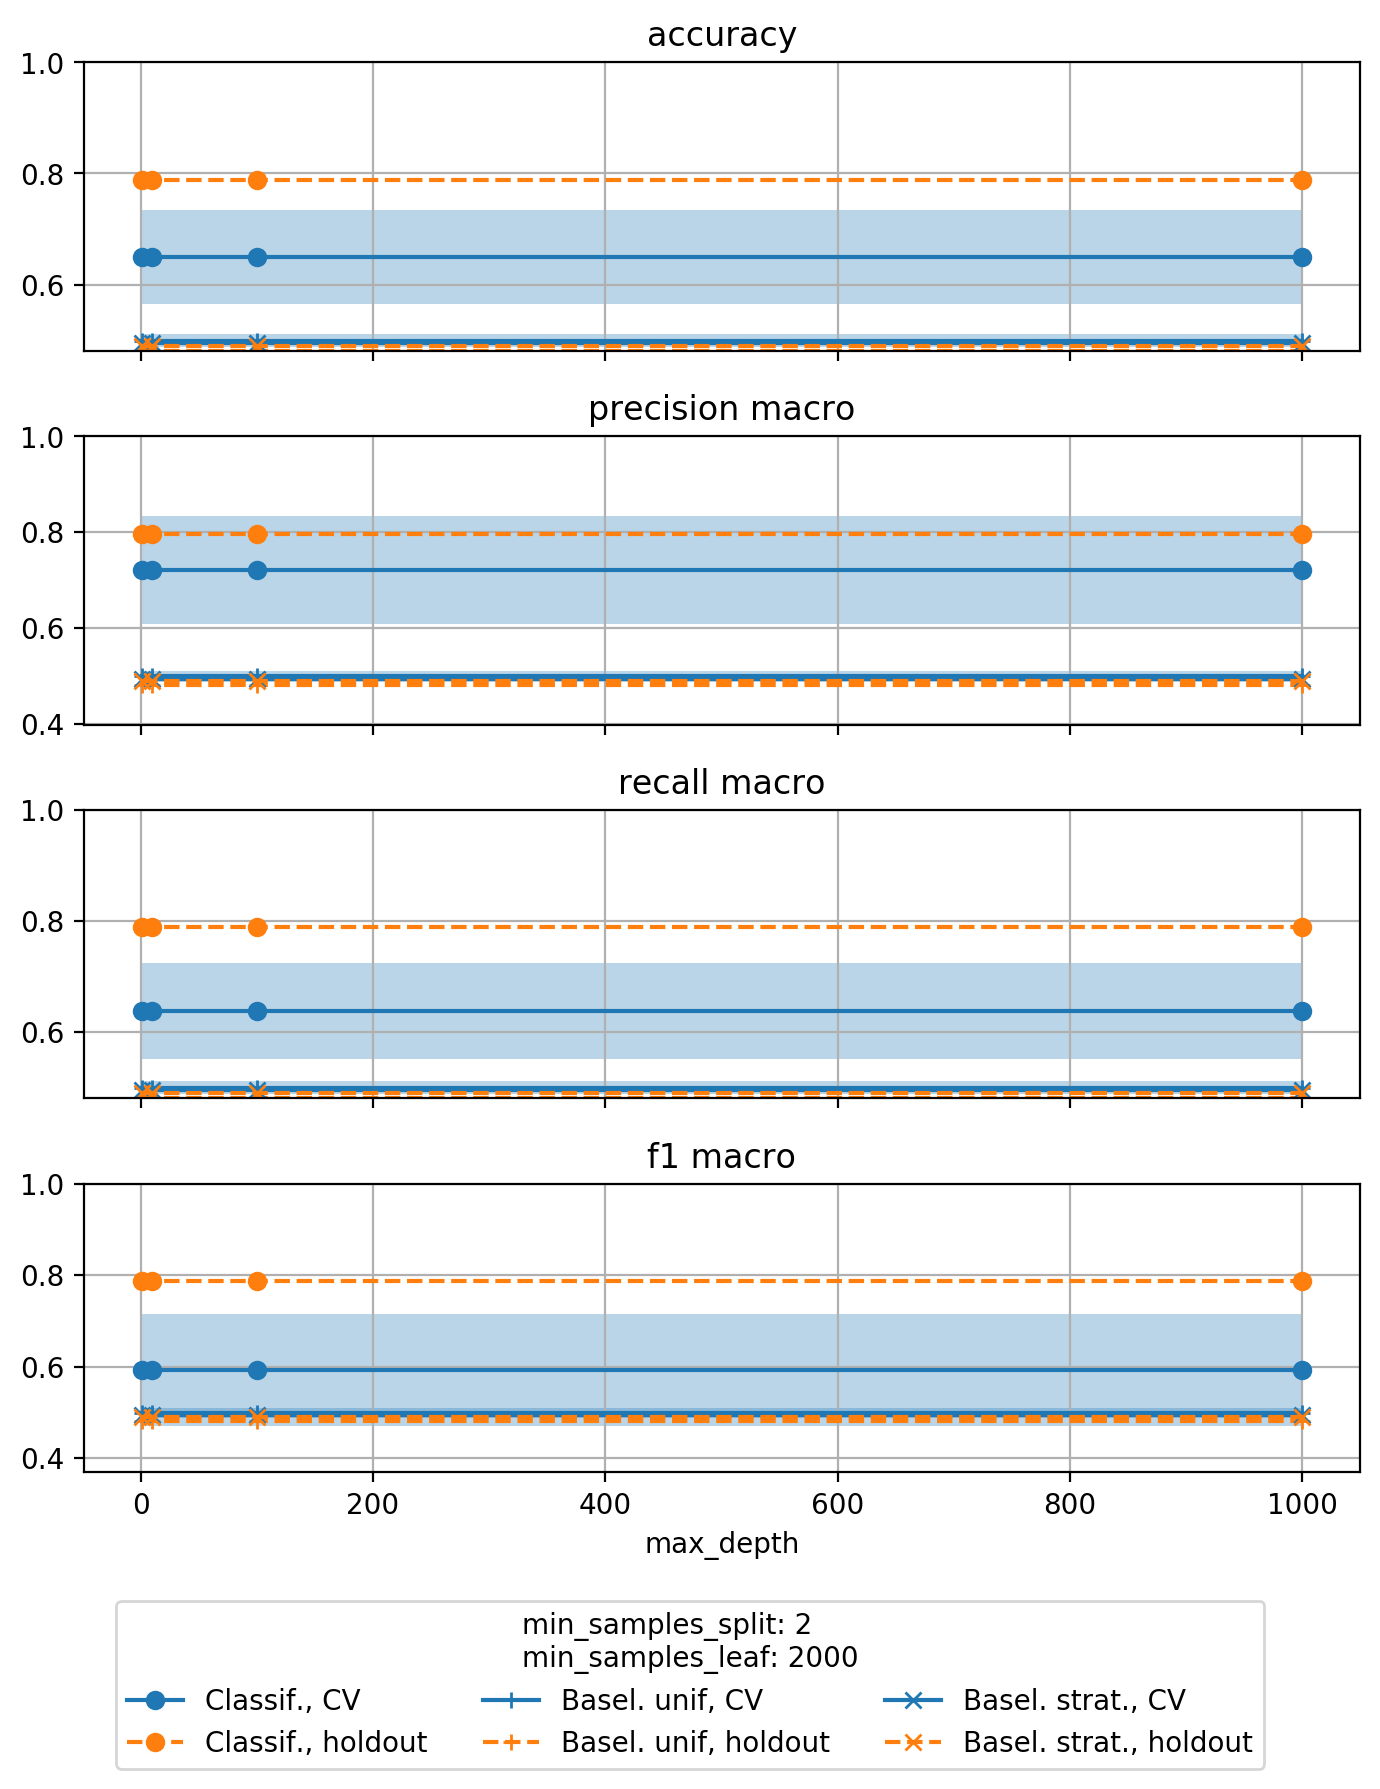 accuracy
1.0
0.8
0.6
precision macro
1.0
0.8
0.6
0.4
recall macro
1.0
0.8
0.6
f1 macro
1.0
0.8
0.6
0.4
0 200 400 600 800 1000
max_depth
min_samples_split: 2
min_samples_leaf: 2000
Classif., CV Basel. unif, CV Basel. strat., CV
Classif., holdout Basel. unif, holdout Basel. strat., holdout